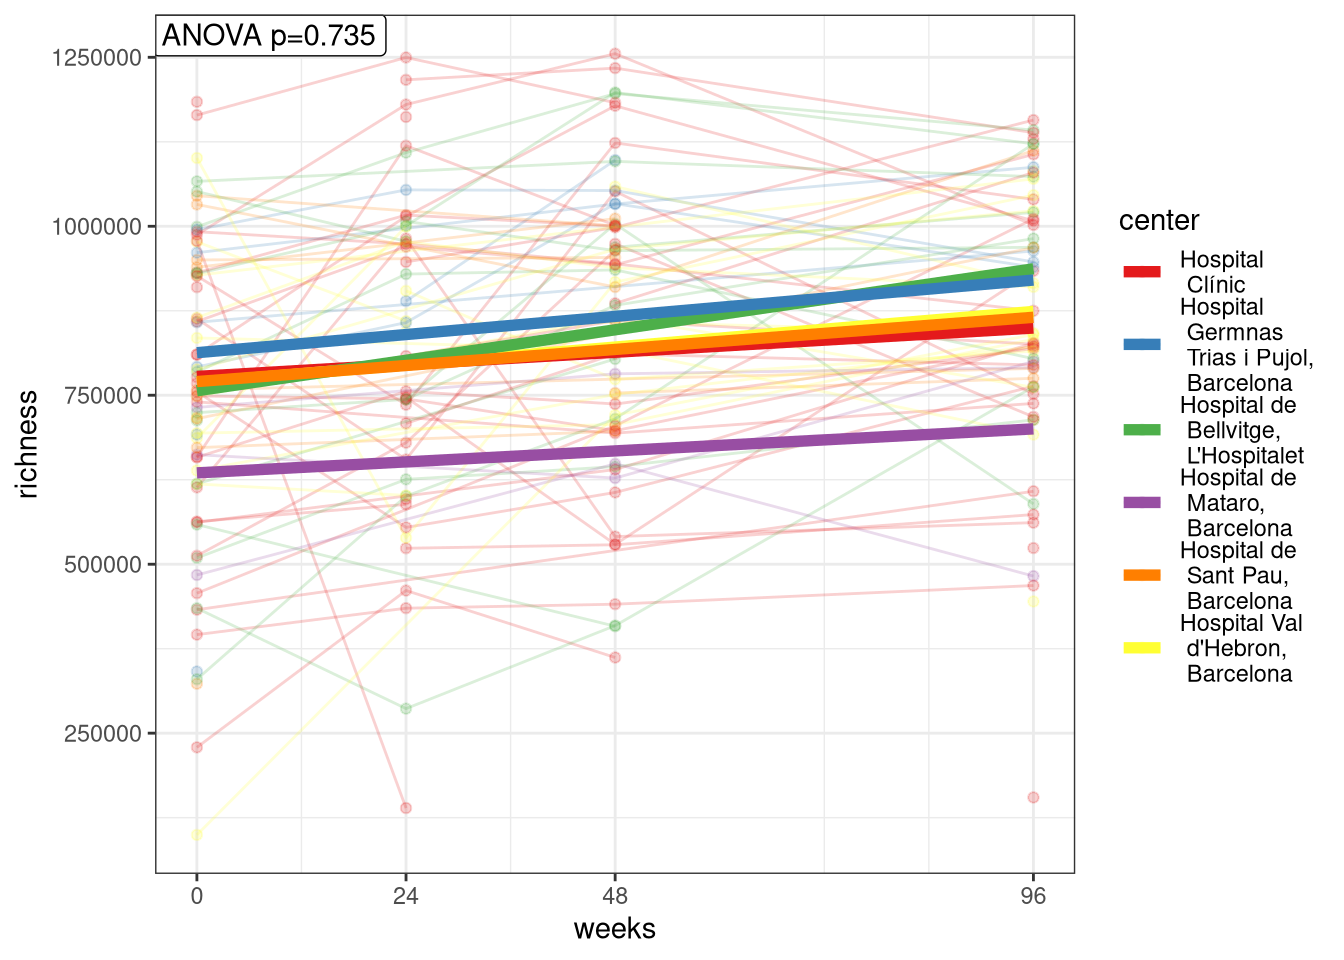 ANOVA p=0.735
1250000
1000000
750000
500000
250000
richness
0 24 48 96
weeks
center
Hospital
Clínic
Hospital
Germnas
Trias i Pujol,
Barcelona
Hospital de
Bellvitge,
L'Hospitalet
Hospital de
Mataro,
Barcelona
Hospital de
Sant Pau,
Barcelona
Hospital Val
d'Hebron,
Barcelona